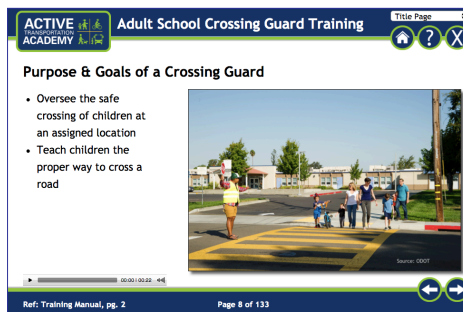 ACTIVE
TRANSPORTATION
ACADEMY
Adult School Crossing Guard Training
Title Page
?
X
Purpose & Goals of a Crossing Guard
• Oversee the safe
crossing of children at
an assigned location
• Teach children the
proper way to cross a
road
Source: ODOT
00:00 | 00:22
Ref: Training Manual, pg. 2
Page 8 of 133